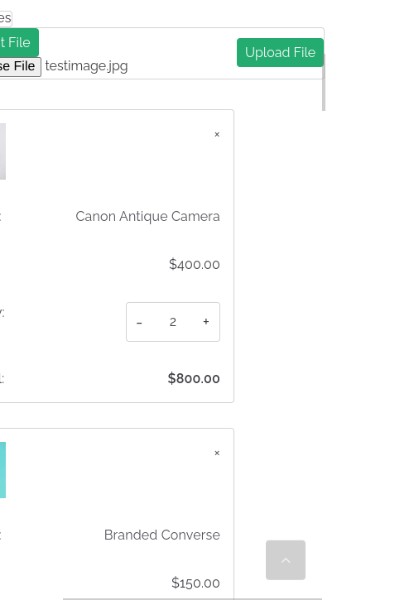 es
t File
Upload File
se File testimage.jpg
×
:
Canon Antique Camera
$400.00
y:
- 2 +
l:
$800.00
×
:
Branded Converse
$150.00